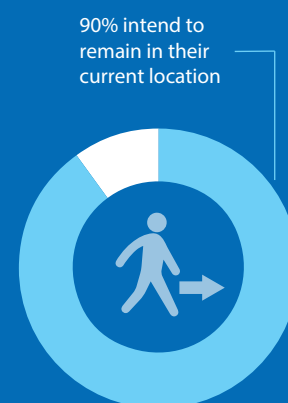 90% intend to
remain in their
current location